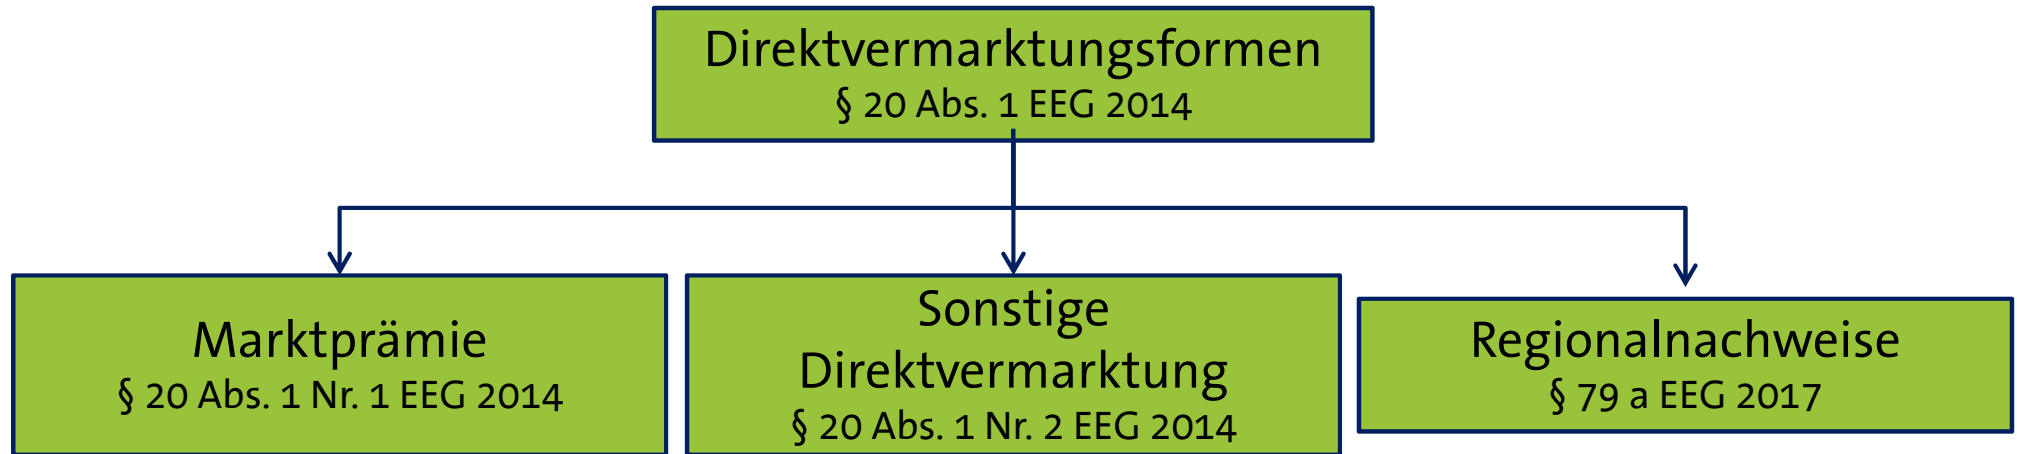 Direktvermarktungsformen
§ 20 Abs. 1 EEG 2014
Marktprämie
§ 20 Abs. 1 Nr. 1 EEG 2014
Sonstige
Direktvermarktung
§ 20 Abs. 1 Nr. 2 EEG 2014
Regionalnachweise
§ 79 a EEG 2017